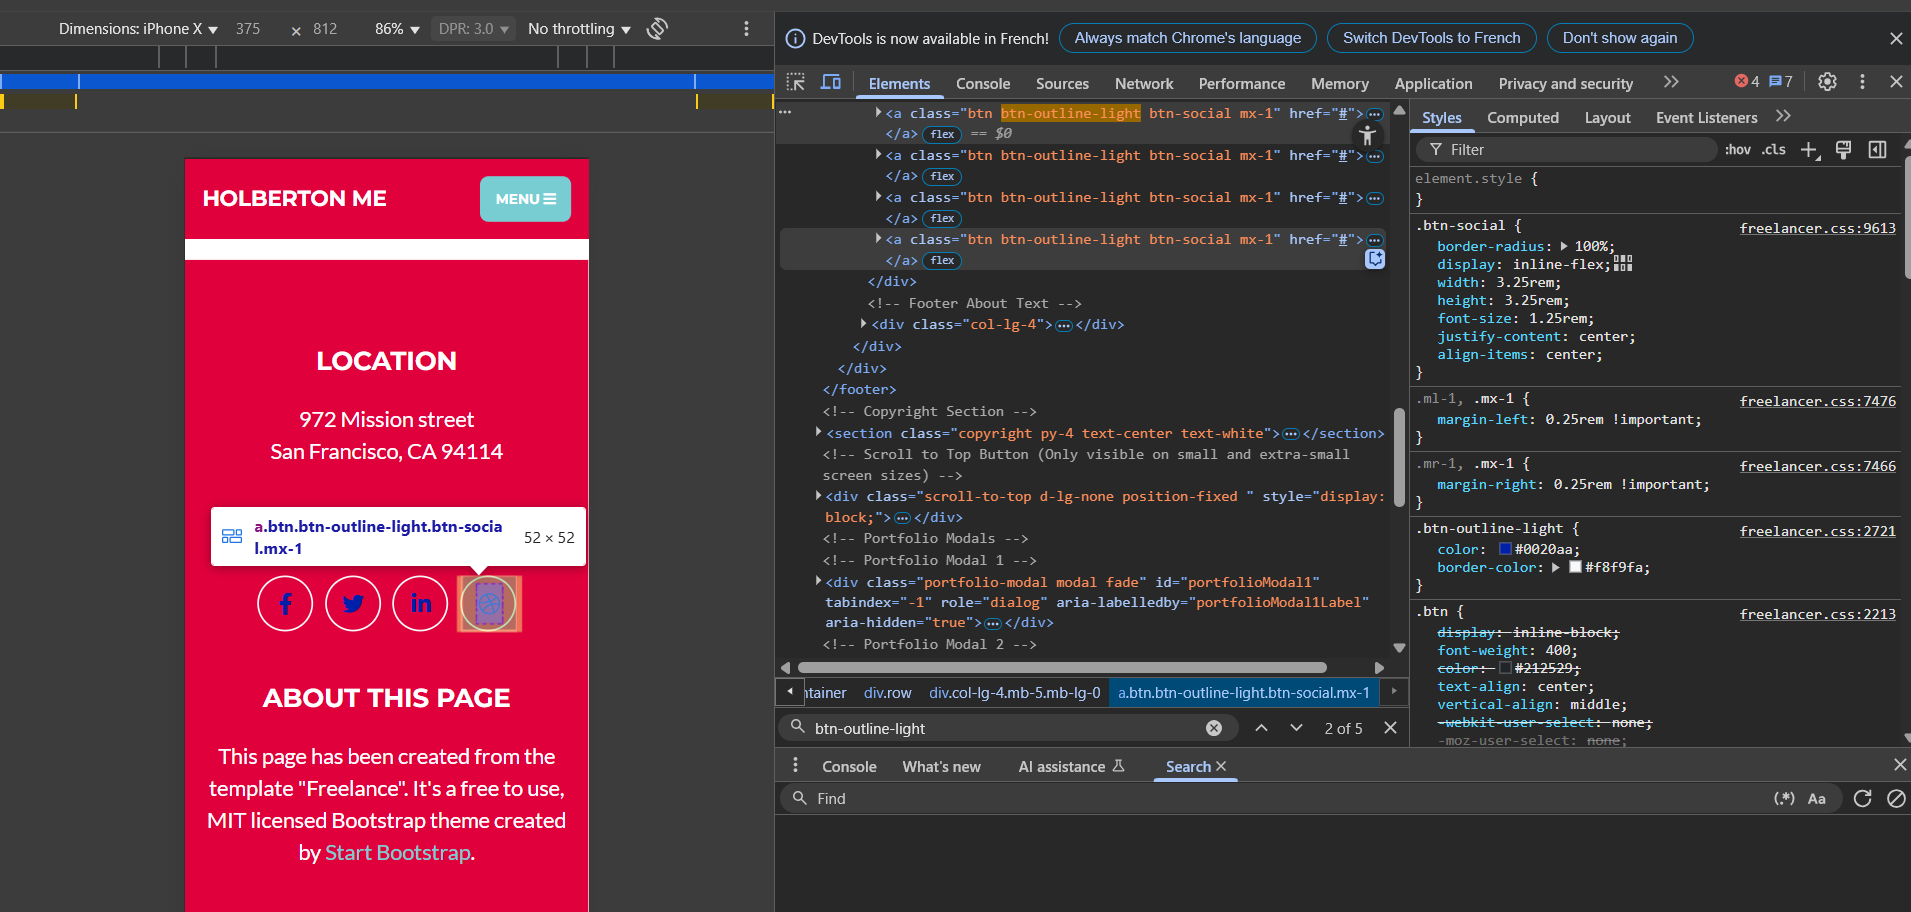 Dimensions: iPhone X ▼ 375 × 812 86% ▼ DPR: 3.0 ▼ No throttling ▼
HOLBERTON ME
MENU
LOCATION
972 Mission street
San Francisco, CA 94114
a.btn.btn-outline-light.btn-socia
l.mx-1
52 × 52
ABOUT THIS PAGE
This page has been created from the
template "Freelance". It's a free to use,
MIT licensed Bootstrap theme created
by Start Bootstrap.
DevTools is now available in French! Always match Chrome's language Switch DevTools to French Don't show again
Elements Console Sources Network Performance Memory Application Privacy and security 4 7
<a class="btn btn-outline-light btn-social mx-1" href="#">
</a> flex == $0
<a class="btn btn-outline-light btn-social mx-1" href="#">
</a> flex
<a class="btn btn-outline-light btn-social mx-1" href="#">
</a> flex
<a class="btn btn-outline-light btn-social mx-1" href="#">
</a> flex
</div>
<!-- Footer About Text -->
<div class="col-lg-4"></div>
</div>
</div>
</footer>
<!-- Copyright Section -->
<section class="copyright py-4 text-center text-white"></section>
<!-- Scroll to Top Button (Only visible on small and extra-small
screen sizes) -->
<div class="scroll-to-top d-lg-none position-fixed " style="display:
block;"></div>
<!-- Portfolio Modals -->
<!-- Portfolio Modal 1 -->
<div class="portfolio-modal modal fade" id="portfolioModal1"
tabindex="-1" role="dialog" aria-labelledby="portfolioModal1Label"
aria-hidden="true"></div>
<!-- Portfolio Modal 2 -->
ntainer div.row div.col-lg-4.mb-5.mb-lg-0 a.btn.btn-outline-light.btn-social.mx-1
btn-outline-light 2 of 5
Styles Computed Layout Event Listeners
Filter :hov .cls
element.style {
}
.btn-social { freelancer.css:9613
border-radius: 100%;
display: inline-flex;
width: 3.25rem;
height: 3.25rem;
font-size: 1.25rem;
justify-content: center;
align-items: center;
}
.ml-1, .mx-1 { freelancer.css:7476
margin-left: 0.25rem !important;
}
.mr-1, .mx-1 { freelancer.css:7466
margin-right: 0.25rem !important;
}
.btn-outline-light { freelancer.css:2721
color: #0020aa;
border-color: #f8f9fa;
}
.btn { freelancer.css:2213
display: inline-block;
font-weight: 400;
color: #212529;
text-align: center;
vertical-align: middle;
-webkit-user-select: none;
-moz-user-select: none;
Console What's new AI assistance Search
Find (.*) Aa